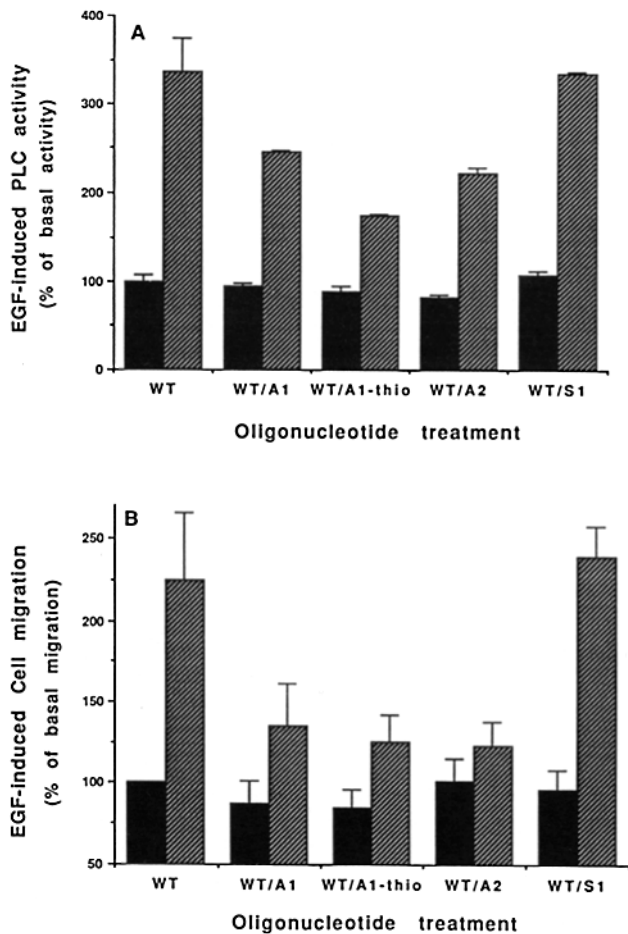 A
EGF-induced PLC activity
(% of basal activity)
400
300
200
100
0
WT WT/A1 WT/A1-thio WT/A2 WT/S1
Oligonucleotide treatment
B
EGF-induced Cell migration
(% of basal migration)
250
200
150
100
50
WT WT/A1 WT/A1-thio WT/A2 WT/S1
Oligonucleotide treatment